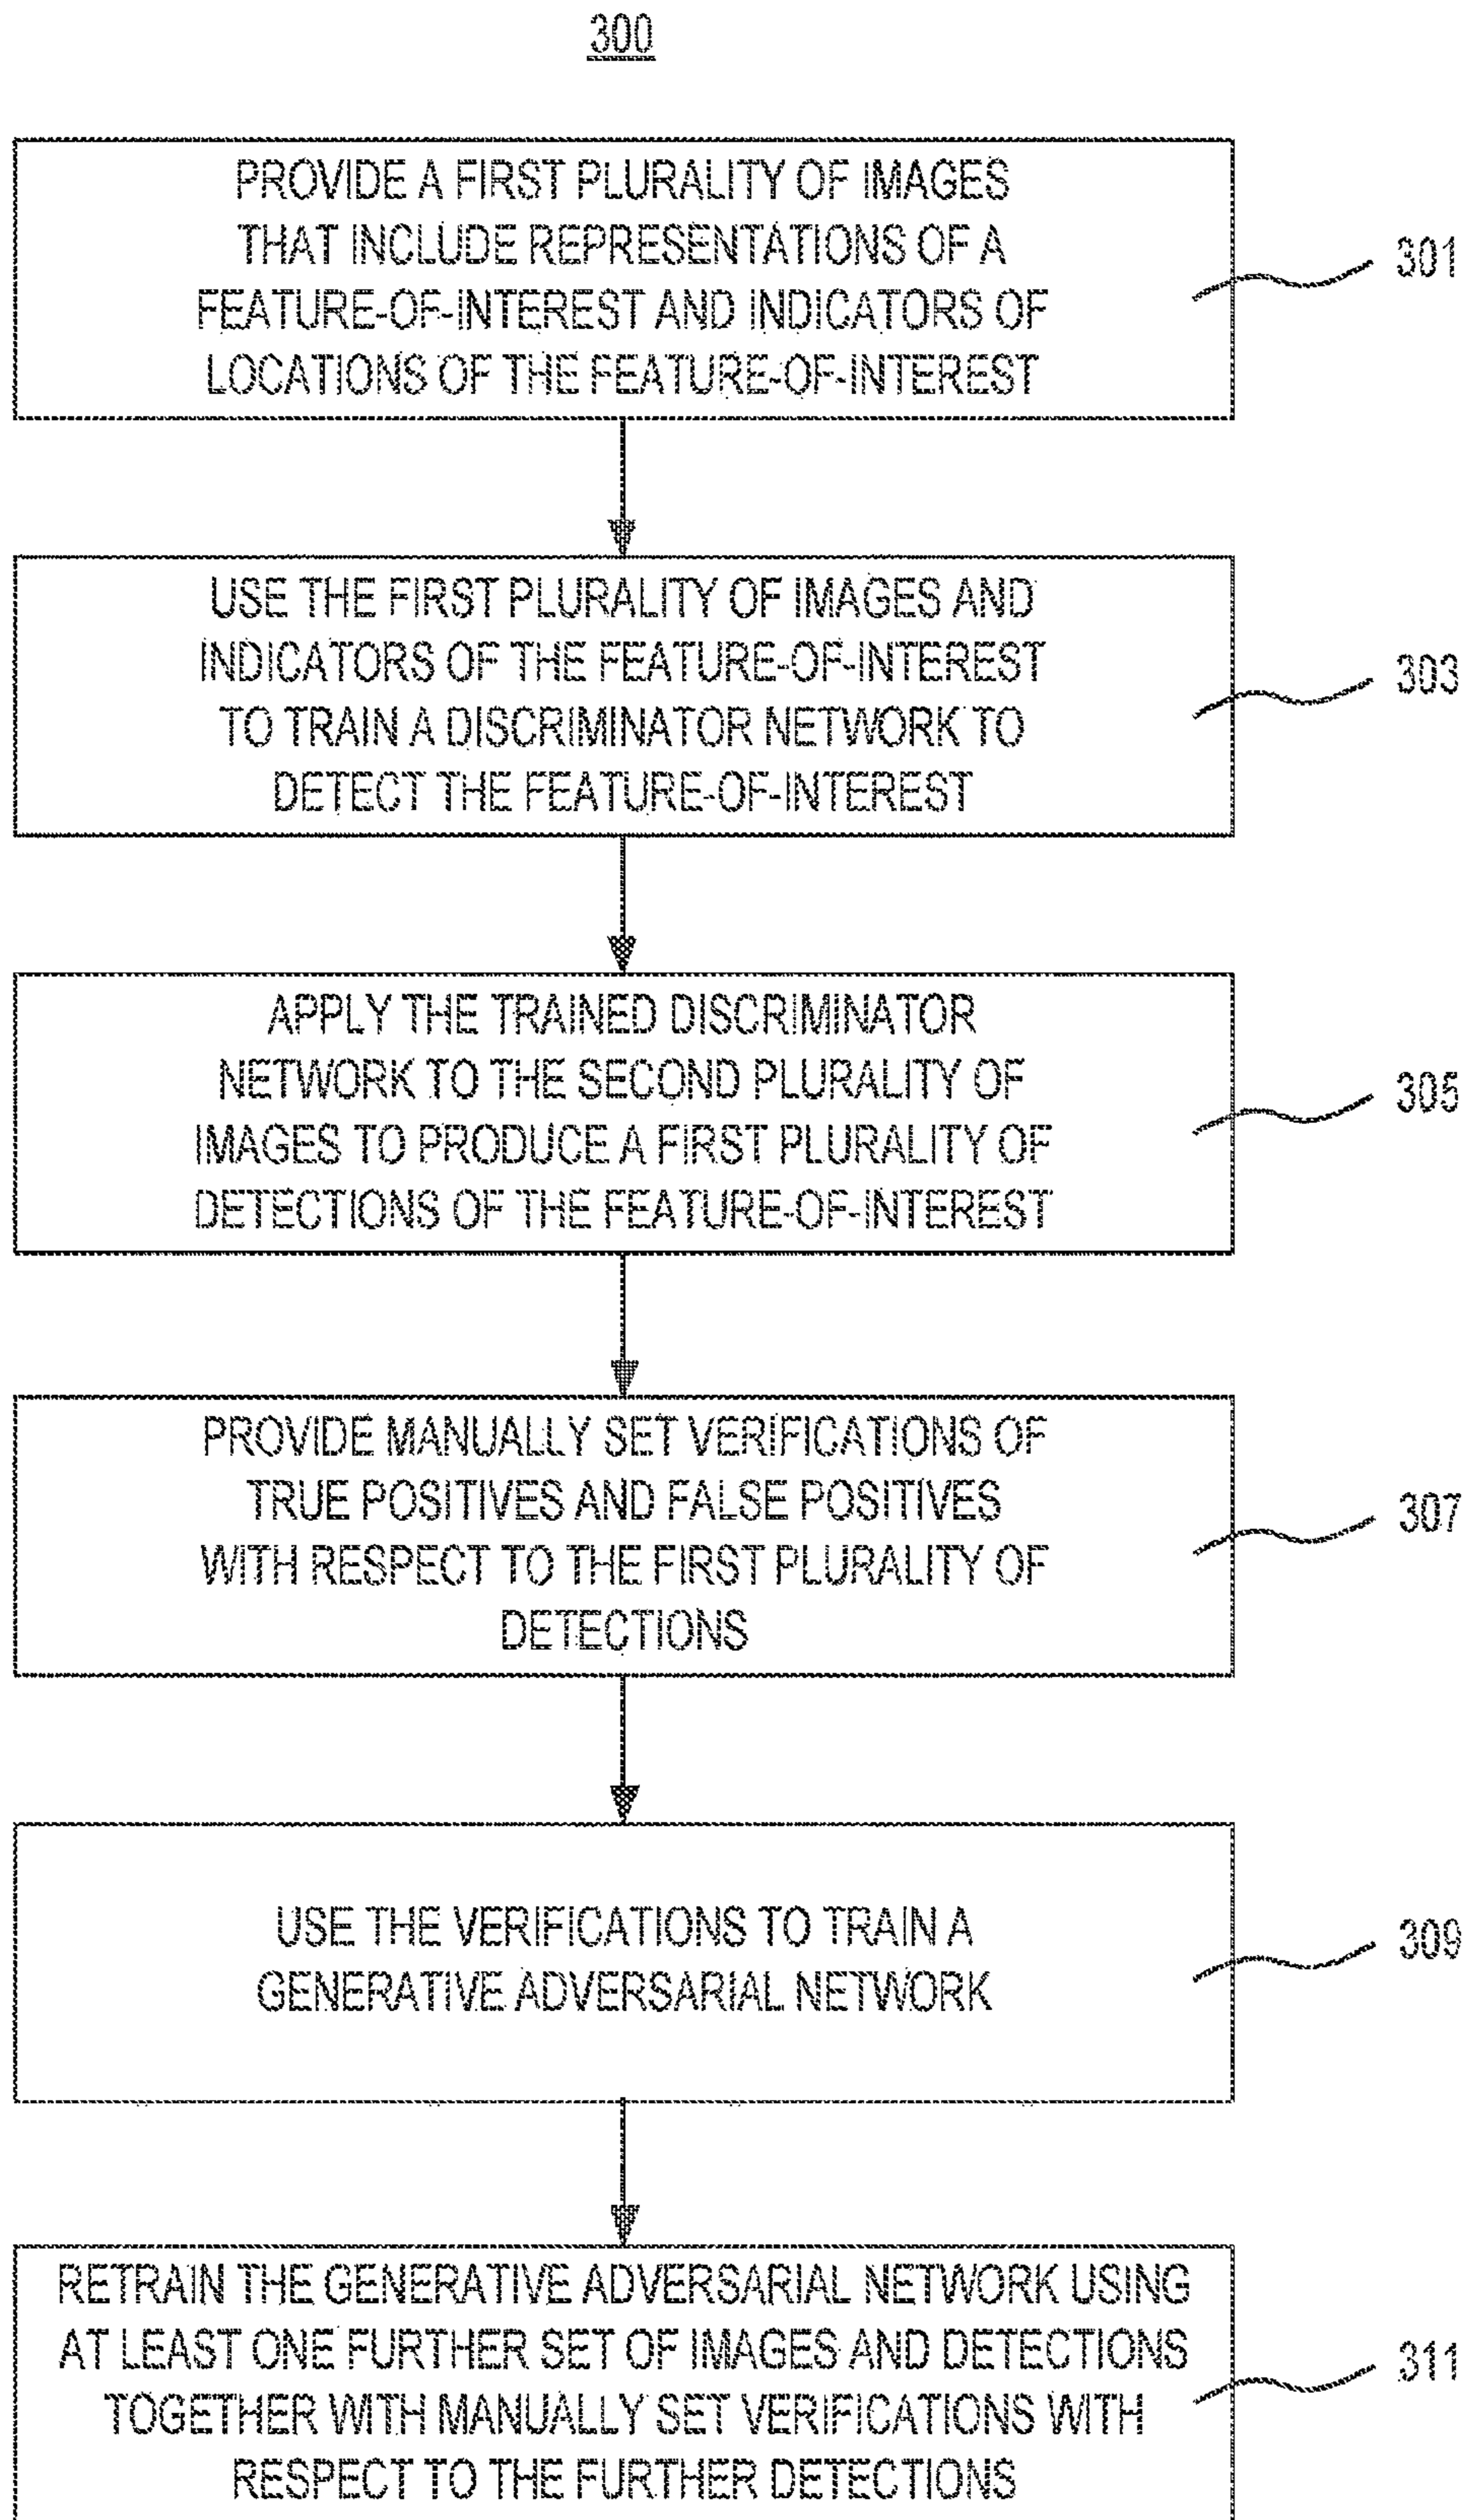 300
PROVIDE A FIRST PLURALITY OF IMAGES
THAT INCLUDE REPRESENTATIONS OF A
FEATURE-OF-INTEREST AND INDICATORS OF
LOCATIONS OF THE FEATURE-OF-INTEREST
301
USE THE FIRST PLURALITY OF IMAGES AND
INDICATORS OF THE FEATURE-OF-INTEREST
TO TRAIN A DISCRIMINATOR NETWORK TO
DETECT THE FEATURE-OF-INTEREST
303
APPLY THE TRAINED DISCRIMINATOR
NETWORK TO THE SECOND PLURALITY OF
IMAGES TO PRODUCE A FIRST PLURALITY OF
DETECTIONS OF THE FEATURE-OF-INTEREST
305
PROVIDE MANUALLY SET VERIFICATIONS OF
TRUE POSITIVES AND FALSE POSITIVES
WITH RESPECT TO THE FIRST PLURALITY OF
DETECTIONS
307
USE THE VERIFICATIONS TO TRAIN A
GENERATIVE ADVERSARIAL NETWORK
309
RETRAIN THE GENERATIVE ADVERSARIAL NETWORK USING
AT LEAST ONE FURTHER SET OF IMAGES AND DETECTIONS
TOGETHER WITH MANUALLY SET VERIFICATIONS WITH
RESPECT TO THE FURTHER DETECTIONS
311